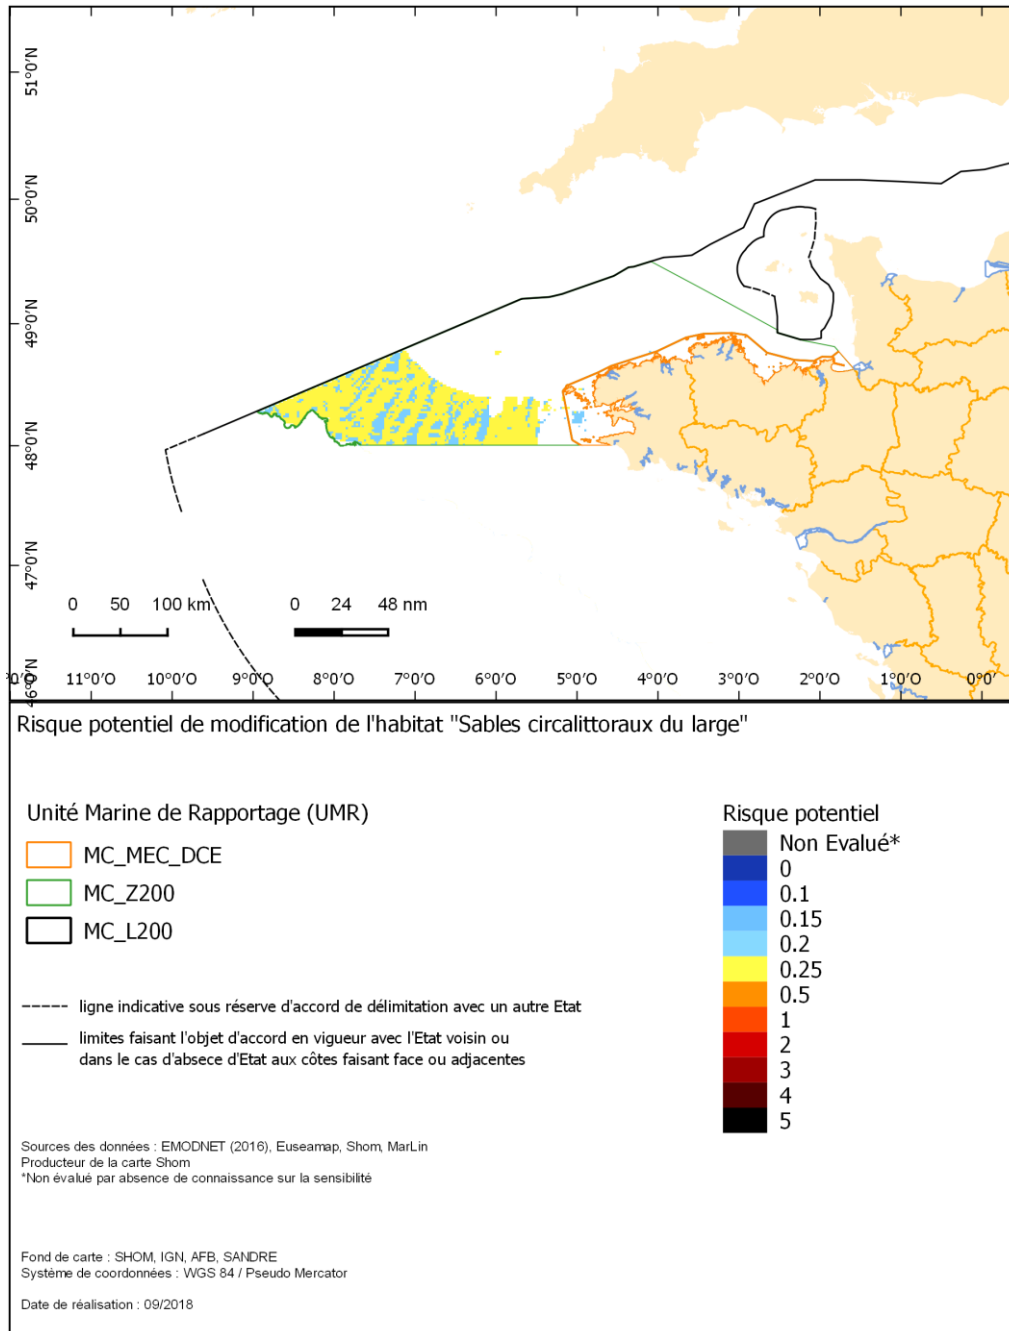 51°0'N
50°0'N
49°0'N
48°0'N
47°0'N
46°0'N
0 50 100 km
0 24 48 nm
0°0' 11°0' 10°0' 9°0' 8°0' 7°0' 6°0' 5°0' 4°0' 3°0' 2°0' 1°0' 0°0'
Risque potentiel de modification de l'habitat "Sables circalittoraux du large"
Unité Marine de Rapportage (UMR)
MC_MEC_DCE
MC_Z200
MC_L200
ligne indicative sous réserve d'accord de délimitation avec un autre Etat
limites faisant l'objet d'accord en vigueur avec l'Etat voisin ou
dans le cas d'absece d'Etat aux côtes faisant face ou adjacentes
Risque potentiel
Non Evalué*
0
0.1
0.15
0.2
0.25
0.5
1
2
3
4
5
Sources des données : EMODNET (2016), Euseamap, Shom, MarLin
Producteur de la carte Shom
*Non évalué par absence de connaissance sur la sensibilité
Fond de carte : SHOM, IGN, AFB, SANDRE
Système de coordonnées : WGS 84 / Pseudo Mercator
Date de réalisation : 09/2018